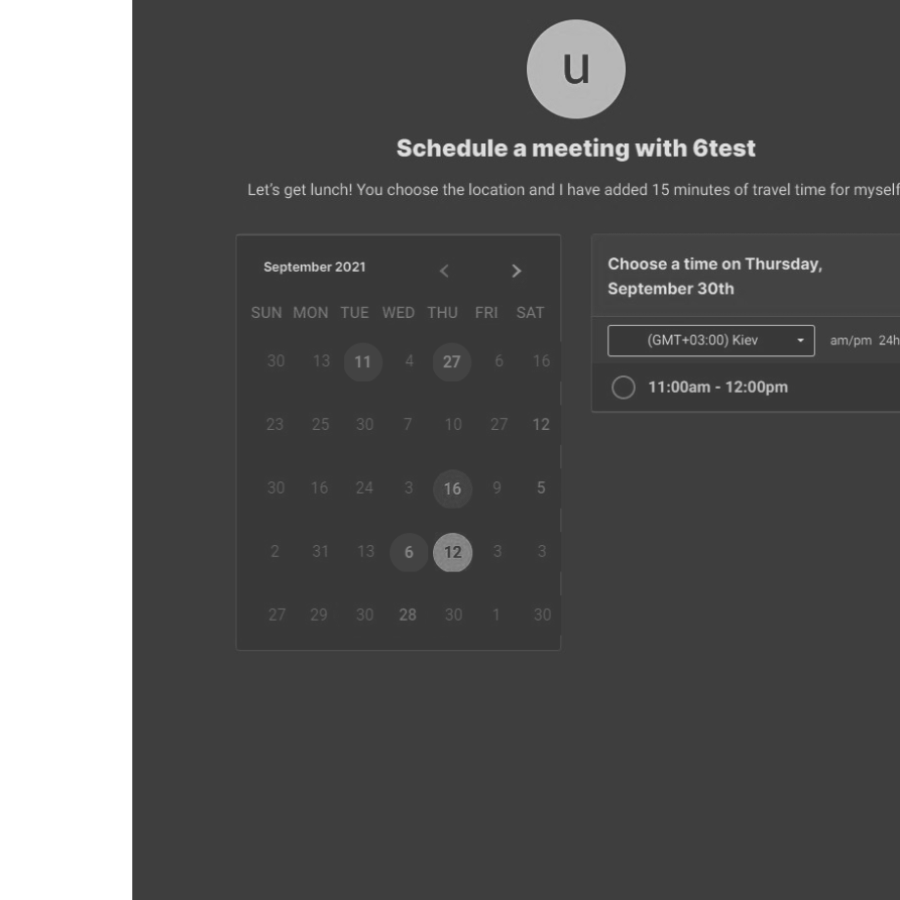 u
Schedule a meeting with 6test
Let's get lunch! You choose the location and I have added 15 minutes of travel time for myself
September 2021
SUN MON TUE WED THU FRI SAT
30 13 11 4 27 6 16
23 25 30 7 10 27 12
30 16 24 3 16 9 5
2 31 13 6 12 3 3
27 29 30 28 30 1 30
Choose a time on Thursday,
September 30th
(GMT+03:00) Kiev
am/pm 24h
11:00am - 12:00pm